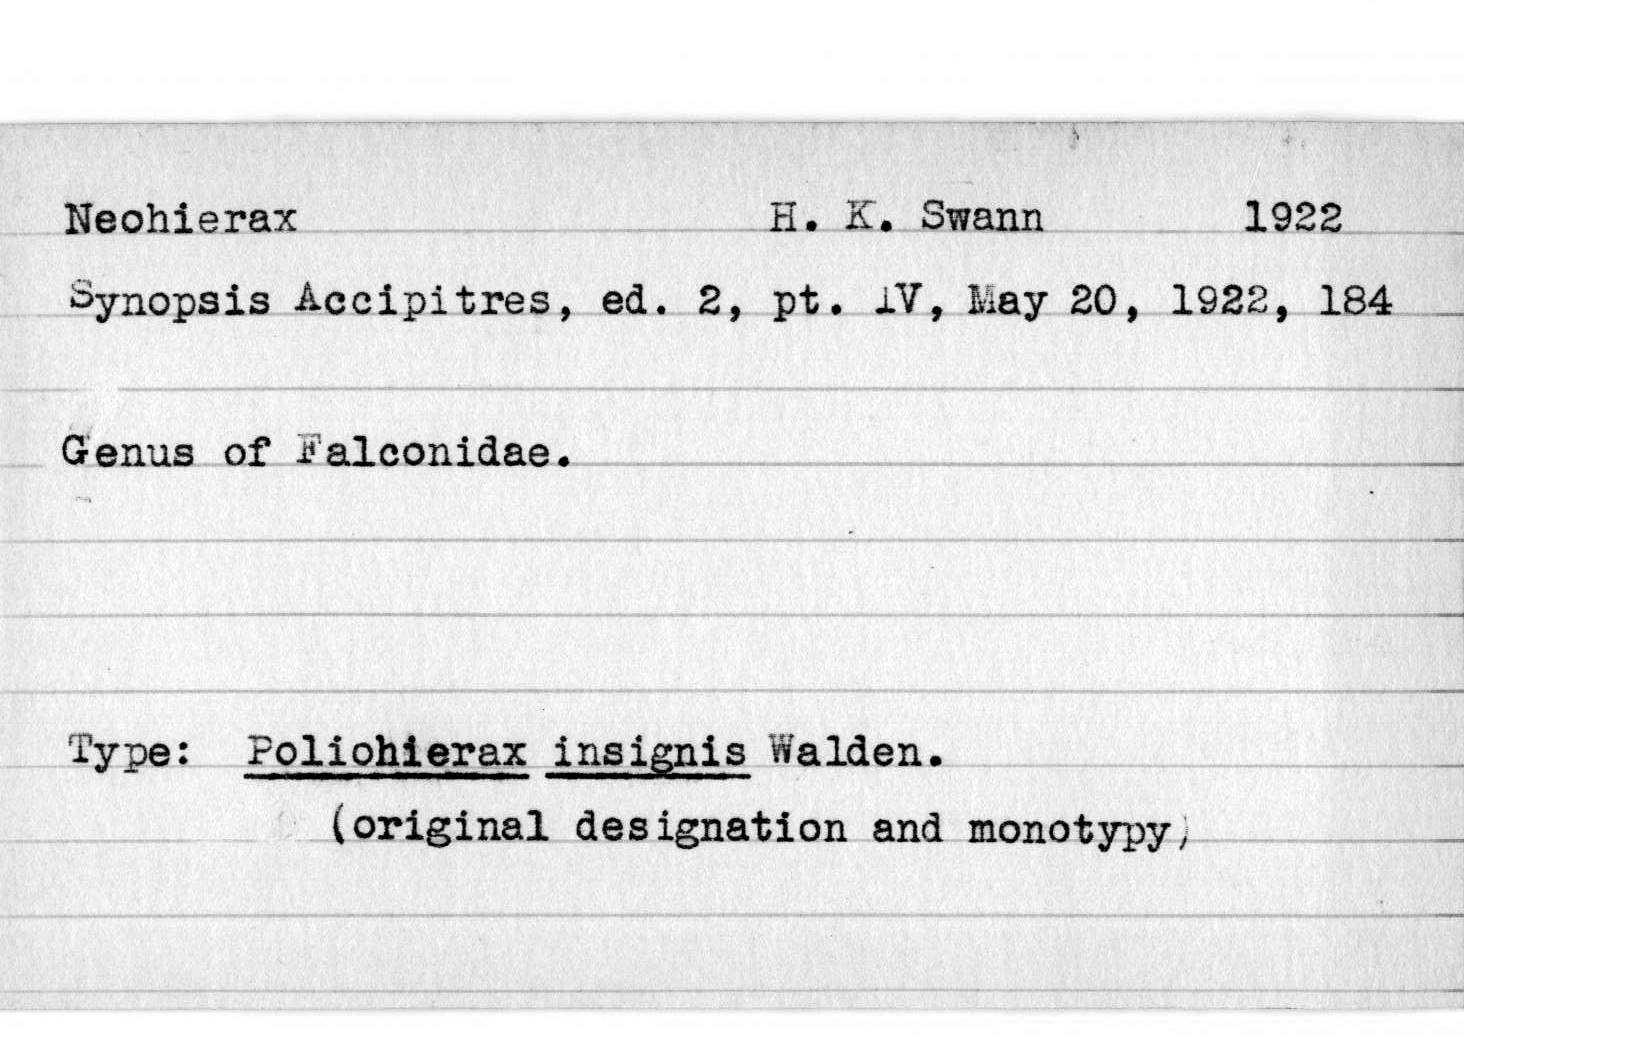 Neohierax H. K. Swann 1922
Synopsis Accipitres, ed. 2, pt. IV, May 20, 1922, 184
Genus of Falconidae.
Type: Poliohierax insignis Walden.
(original designation and monotypy)